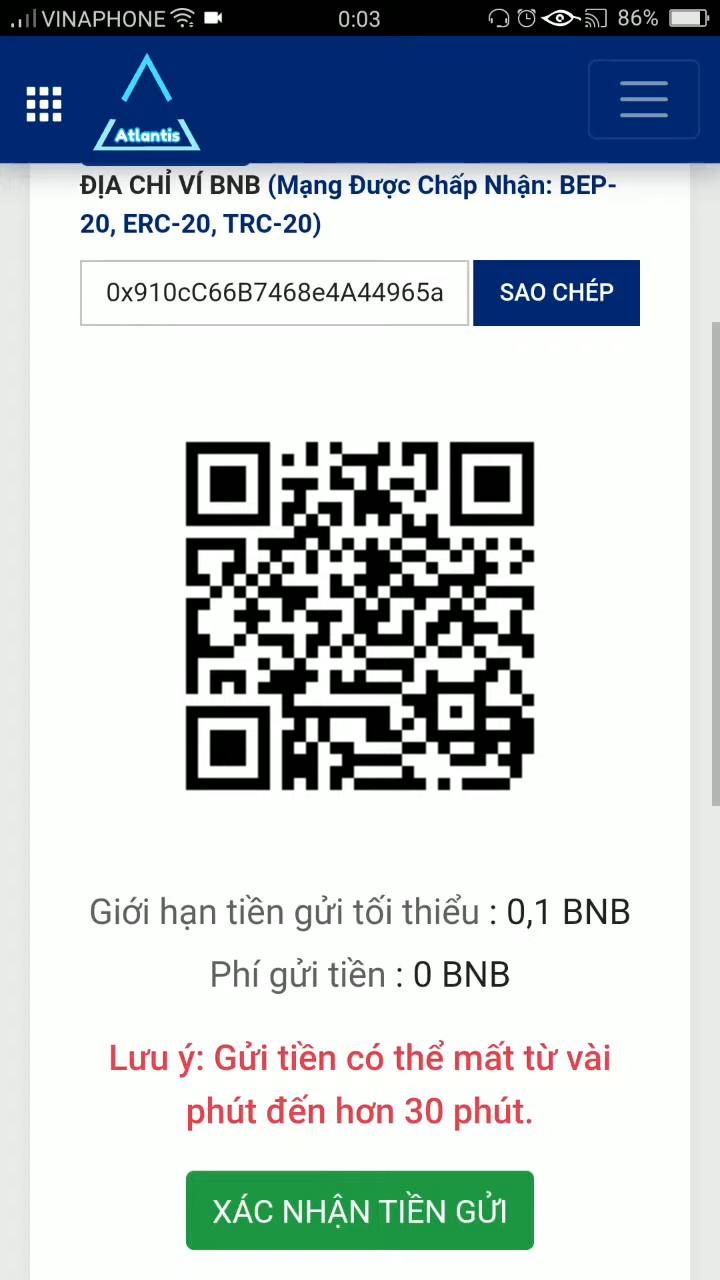 VINAPHONE 0:03 86%
Atlantis
ĐỊA CHỈ VÍ BNB (Mạng Được Chấp Nhận: BEP-
20, ERC-20, TRC-20)
0x910cC66B7468e4A44965a SAO CHÉP
Giới hạn tiền gửi tối thiểu : 0,1 BNB
Phí gửi tiền : 0 BNB
Lưu ý: Gửi tiền có thể mất từ vài
phút đến hơn 30 phút.
XÁC NHẬN TIỀN GỬI